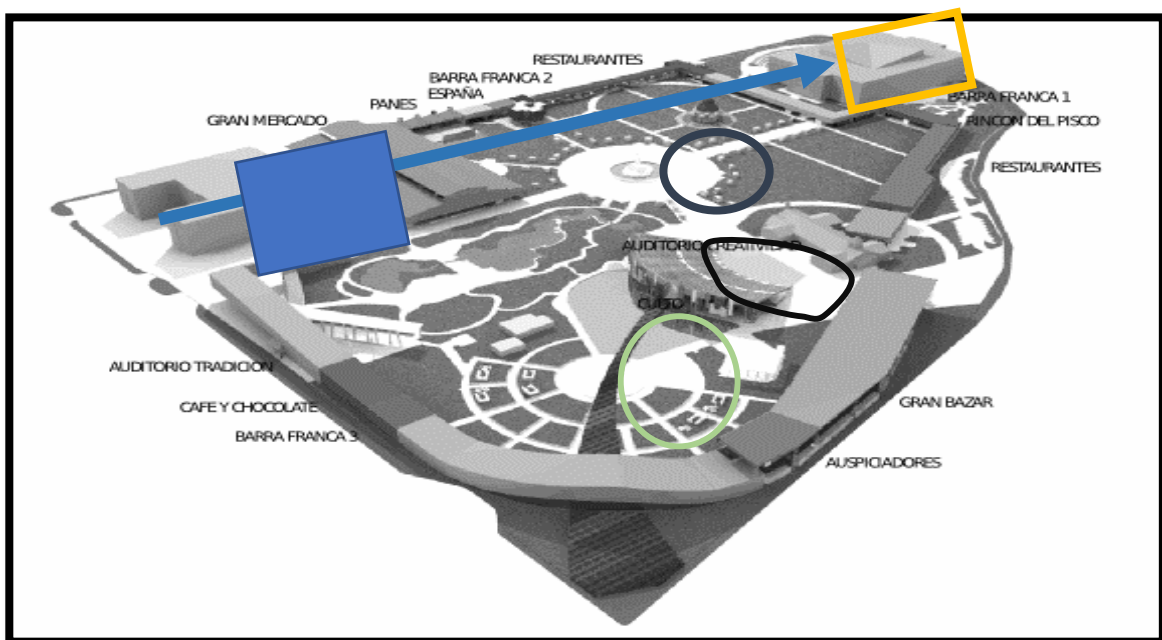 RESTAURANTES
BARRA FRANCA 2
ESPAÑA
PANES
GRAN MERCADO
BARRA FRANCA 1
RINCON DEL PISCO
RESTAURANTES
AUDITORIO CREATIVIDAD
CULTO
AUDITORIO TRADICION
CAFE Y CHOCOLATE
BARRA FRANCA 3
GRAN BAZAR
AUSPICIADORES